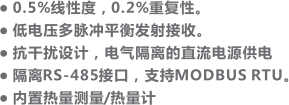 ● 0.5%线性度，0.2%重复性。
● 低电压多脉冲平衡发射接收。
● 抗干扰设计，电气隔离的直流电源供电
● 隔离RS-485接口，支持MODBUS RTU。
● 内置热量测量/热量计